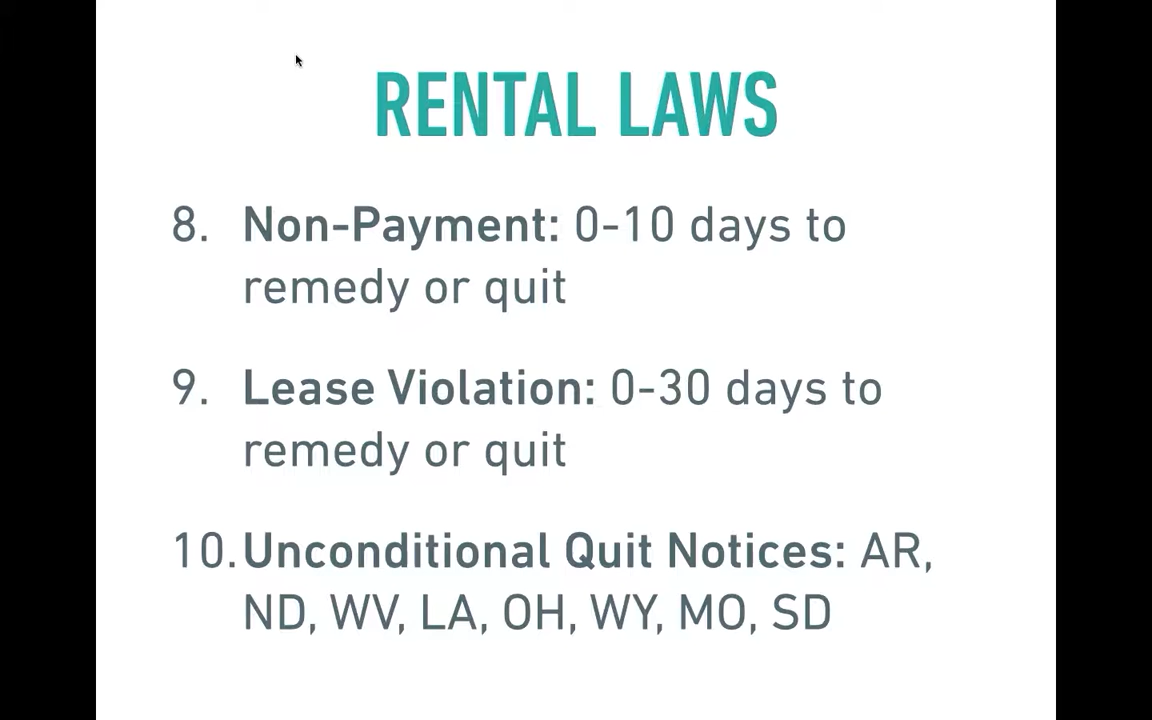 RENTAL LAWS
8. Non-Payment: 0-10 days to
remedy or quit
9. Lease Violation: 0-30 days to
remedy or quit
10. Unconditional Quit Notices: AR,
ND, WV, LA, OH, WY, MO, SD